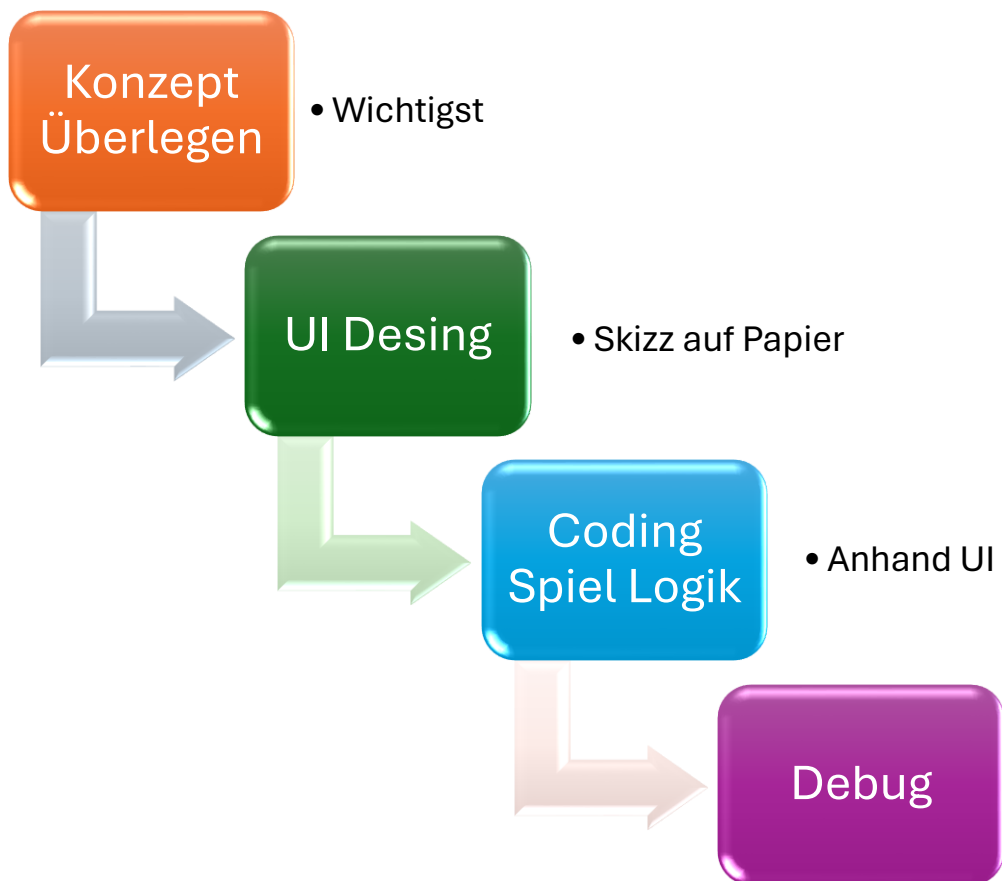 Konzept
Überlegen
• Wichtigst
UI Desing
• Skizz auf Papier
Coding
Spiel Logik
• Anhand UI
Debug